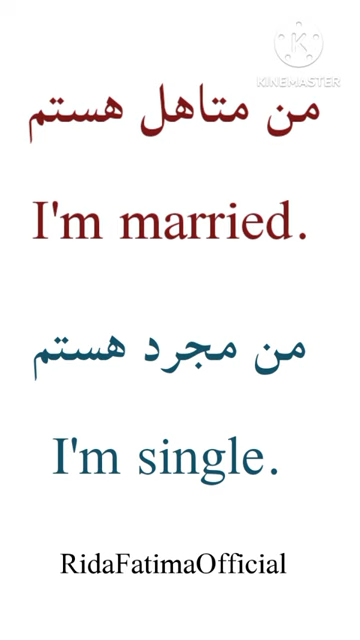 KINEMASTER
من متاهل هستم
I'm married.
من مجرد هستم
I'm single.
RidaFatimaOfficial